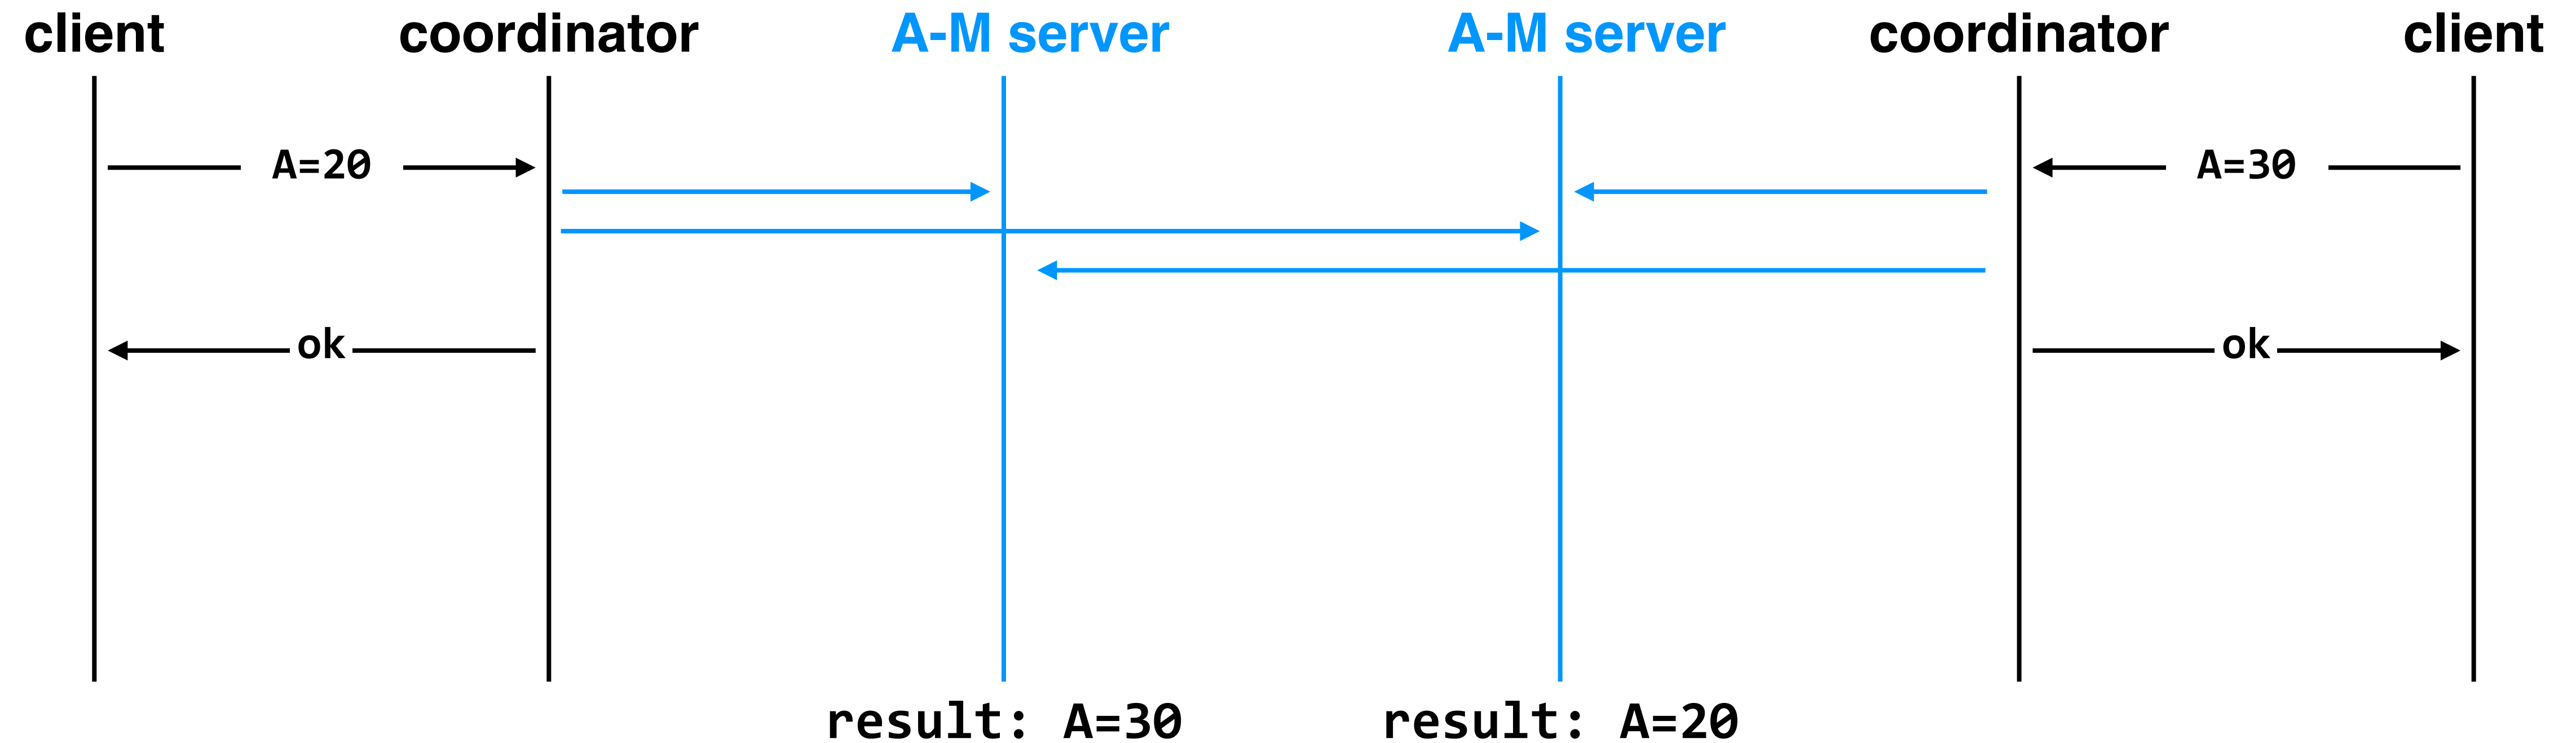 client
coordinator
A-M server
A-M server
coordinator
client
A=20
A=30
ok
ok
result: A=30
result: A=20